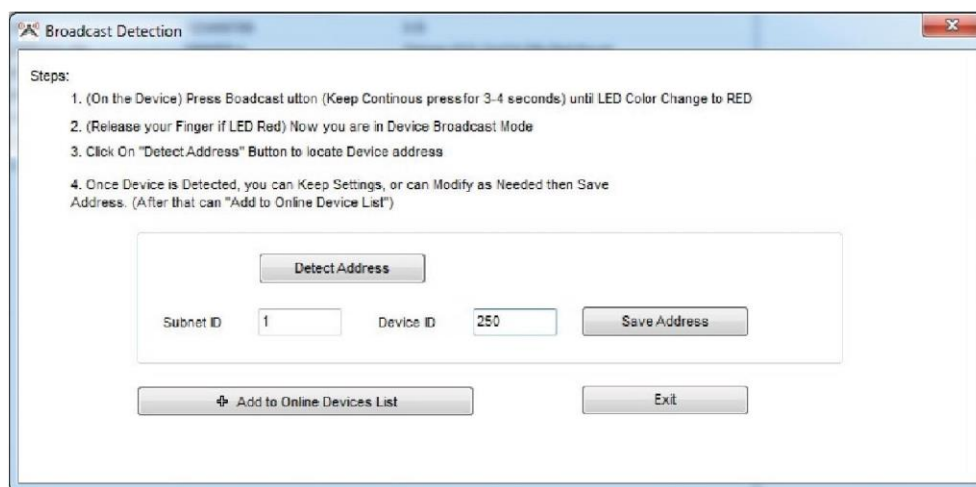 Broadcast Detection
Steps:
1. (On the Device) Press Boadcast utton (Keep Continous press for 3-4 seconds) until LED Color Change to RED
2. (Release your Finger if LED Red) Now you are in Device Broadcast Mode
3. Click On "Detect Address" Button to locate Device address
4. Once Device is Detected, you can Keep Settings, or can Modify as Needed then Save
Address. (After that can "Add to Online Device List")
Detect Address
Subnet ID 1 Device ID 250 Save Address
Add to Online Devices List Exit